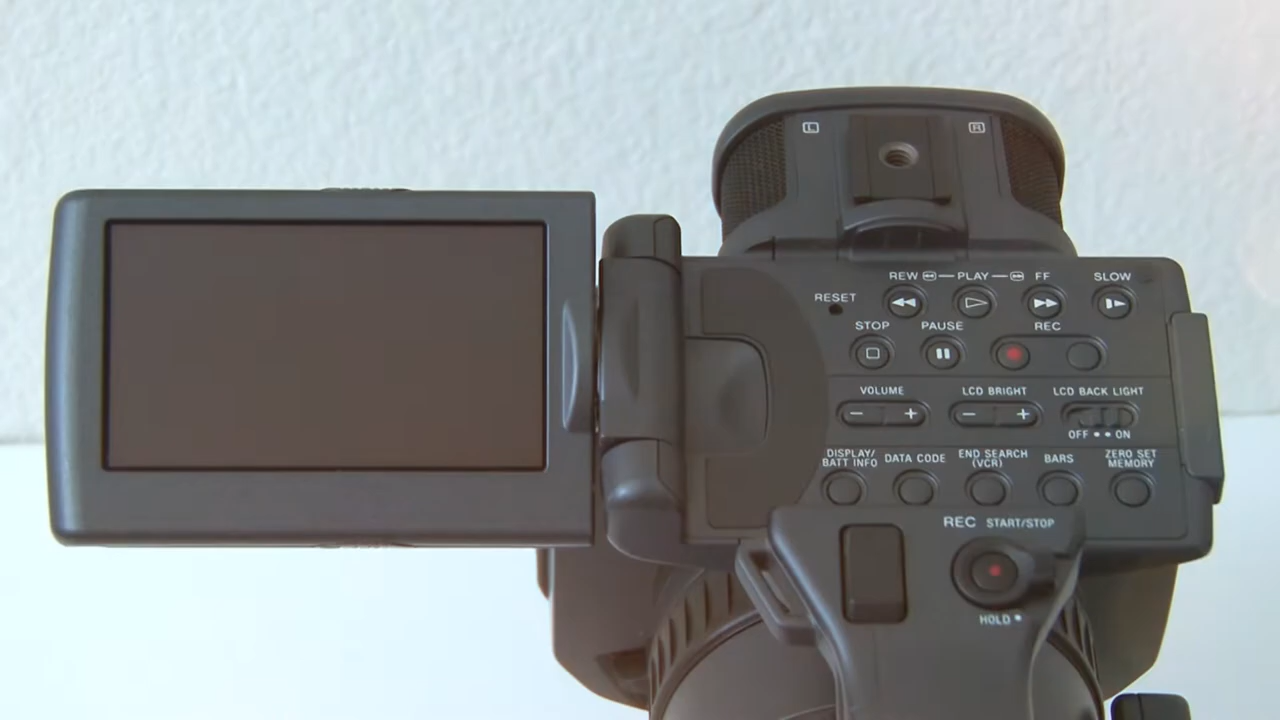 L R
REW PLAY FF SLOW
RESET
STOP PAUSE REC
VOLUME LCD BRIGHT LCD BACK LIGHT
− + − +
OFF ON
DISPLAY/
BATT INFO DATA CODE END SEARCH
(VCR) BARS ZERO SET
MEMORY
REC START/STOP
HOLD